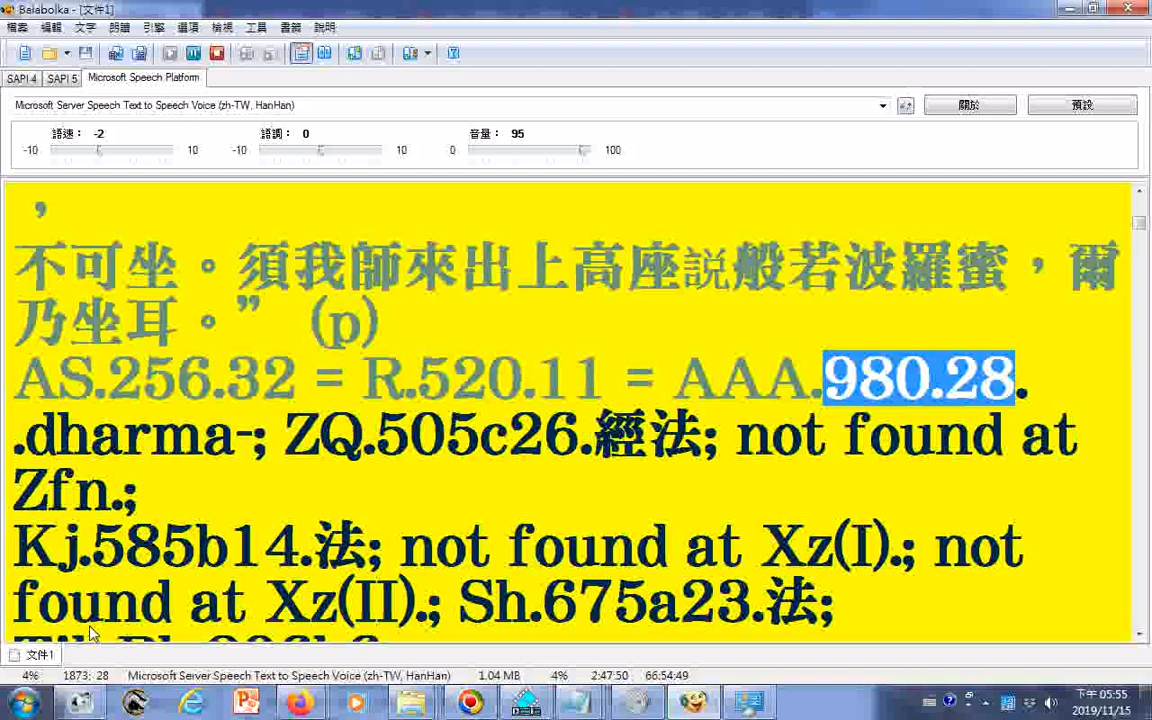 Balabolka - [文件1]
檔案 編輯 文字 朗讀 引擎 選項 檢視 工具 書籤 說明
SAPI 4 SAPI 5 Microsoft Speech Platform
Microsoft Server Speech Text to Speech Voice (zh-TW, HanHan) 關於 預設
語速： -2 語調： 0 音量： 95
-10 10 -10 10 0 100
，
不可坐。須我師來出上高座説般若波羅蜜，爾
乃坐耳。” (p)
AS.256.32 = R.520.11 = AAA.980.28.
.dharma-; ZQ.505c26.經法; not found at
Zfn.;
Kj.585b14.法; not found at Xz(I).; not
found at Xz(II).; Sh.675a23.法;
文件1
4% 1873: 28 Microsoft Server Speech Text to Speech Voice (zh-TW, HanHan) 1.04 MB 4% 2:47:50 66:54:49
下午 05:55
2019/11/15